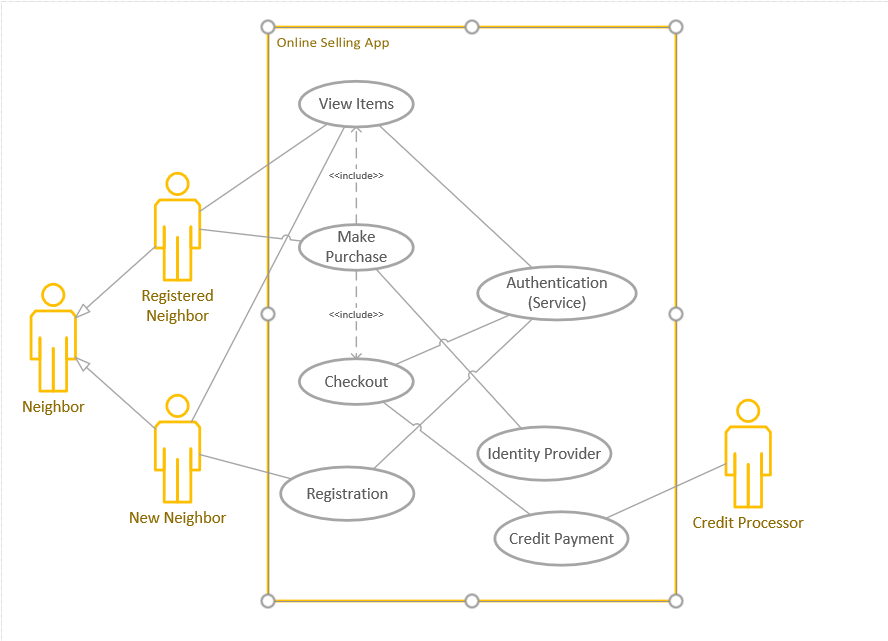 Online Selling App
View Items
<<include>>
Make
Purchase
Registered
Neighbor
Authentication
(Service)
<<include>>
Neighbor
Checkout
Identity Provider
Registration
New Neighbor
Credit Processor
Credit Payment